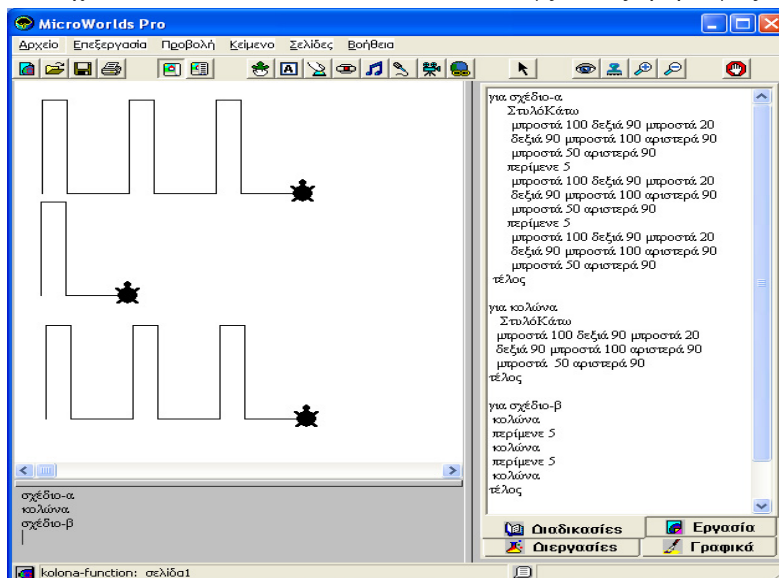 MicroWorlds Pro
Αρχείο Επεξεργασία Προβολή Κείμενο Σελίδες Βοήθεια
για σχέδιο-α
ΣτυλόΚάτω
μπροστά 100 δεξιά 90 μπροστά 20
δεξιά 90 μπροστά 100 αριστερά 90
μπροστά 50 αριστερά 90
περίμενε 5
μπροστά 100 δεξιά 90 μπροστά 20
δεξιά 90 μπροστά 100 αριστερά 90
μπροστά 50 αριστερά 90
περίμενε 5
μπροστά 100 δεξιά 90 μπροστά 20
δεξιά 90 μπροστά 100 αριστερά 90
μπροστά 50 αριστερά 90
τέλος
για κολώνα
ΣτυλόΚάτω
μπροστά 100 δεξιά 90 μπροστά 20
δεξιά 90 μπροστά 100 αριστερά 90
μπροστά 50 αριστερά 90
τέλος
για σχέδιο-β
κολώνα
περίμενε 5
κολώνα
περίμενε 5
κολώνα
τέλος
σχέδιο-α
κολώνα
σχέδιο-β
Διαδικασίες Εργασία
Διεργασίες Γραφικά
kolona-function: σελίδα1